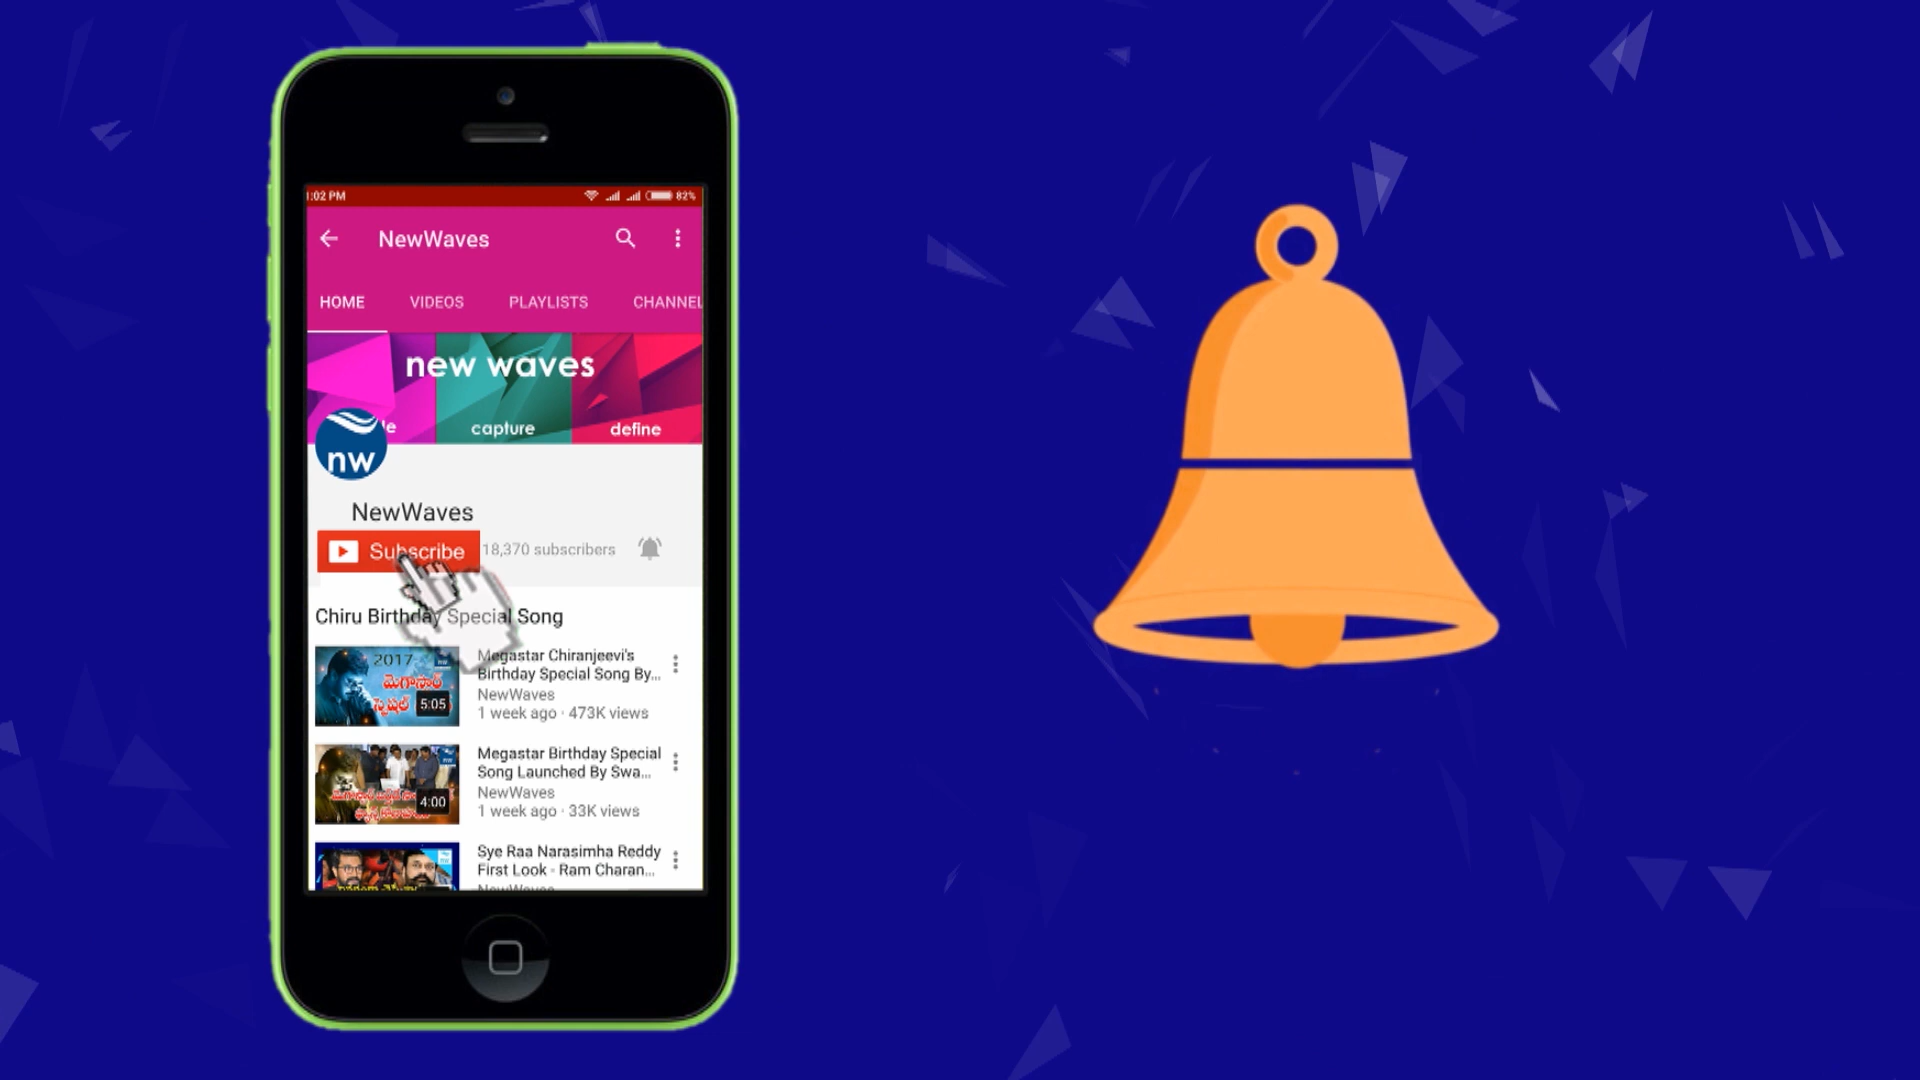 1:02 PM
82%
NewWaves
HOME VIDEOS PLAYLISTS CHANNEL
new waves
capture
define
nw
NewWaves
Subscribe 18,370 subscribers
Chiru Birthday Special Song
2017
మెగాస్టార్
స్పెషల్
5:05
Megastar Chiranjeevi's
Birthday Special Song By...
NewWaves
1 week ago · 473K views
4:00
Megastar Birthday Special
Song Launched By Swa...
NewWaves
1 week ago · 33K views
Sye Raa Narasimha Reddy
First Look - Ram Charan...
NewWaves